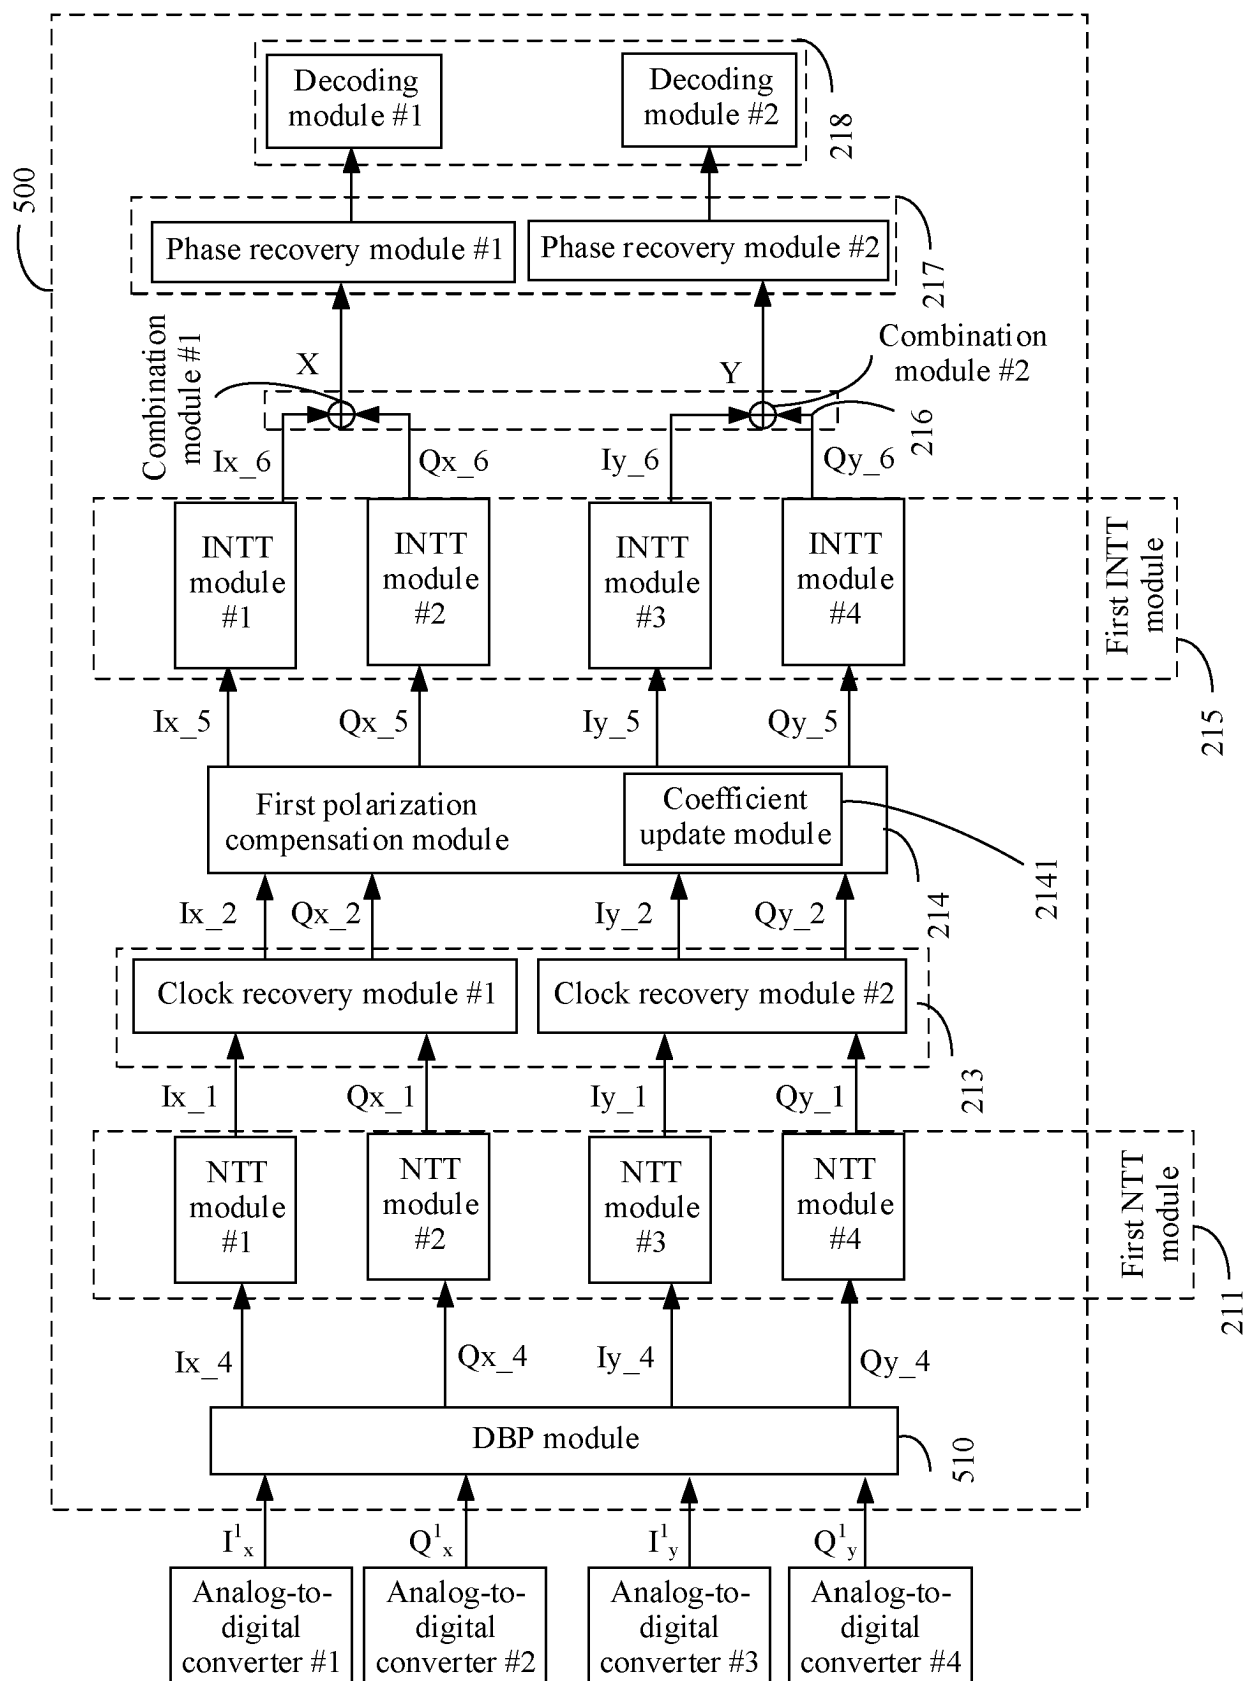 Decoding
module #1
Decoding
module #2
218
500
Phase recovery module #1
Phase recovery module #2
217
Combination
module #1
X
Y
Combination
module #2
216
Ix_6
Qx_6
Iy_6
Qy_6
INTT
module
#1
INTT
module
#2
INTT
module
#3
INTT
module
#4
First INTT
module
215
Ix_5
Qx_5
Iy_5
Qy_5
First polarization
compensation module
Coefficient
update module
2141
214
Ix_2
Qx_2
Iy_2
Qy_2
Clock recovery module #1
Clock recovery module #2
213
Ix_1
Qx_1
Iy_1
Qy_1
NTT
module
#1
NTT
module
#2
NTT
module
#3
NTT
module
#4
First NTT
module
211
Ix_4
Qx_4
Iy_4
Qy_4
DBP module
510
I¹ₓ
Q¹ₓ
I¹y
Q¹y
Analog-to-
digital
converter #1
Analog-to-
digital
converter #2
Analog-to-
digital
converter #3
Analog-to-
digital
converter #4